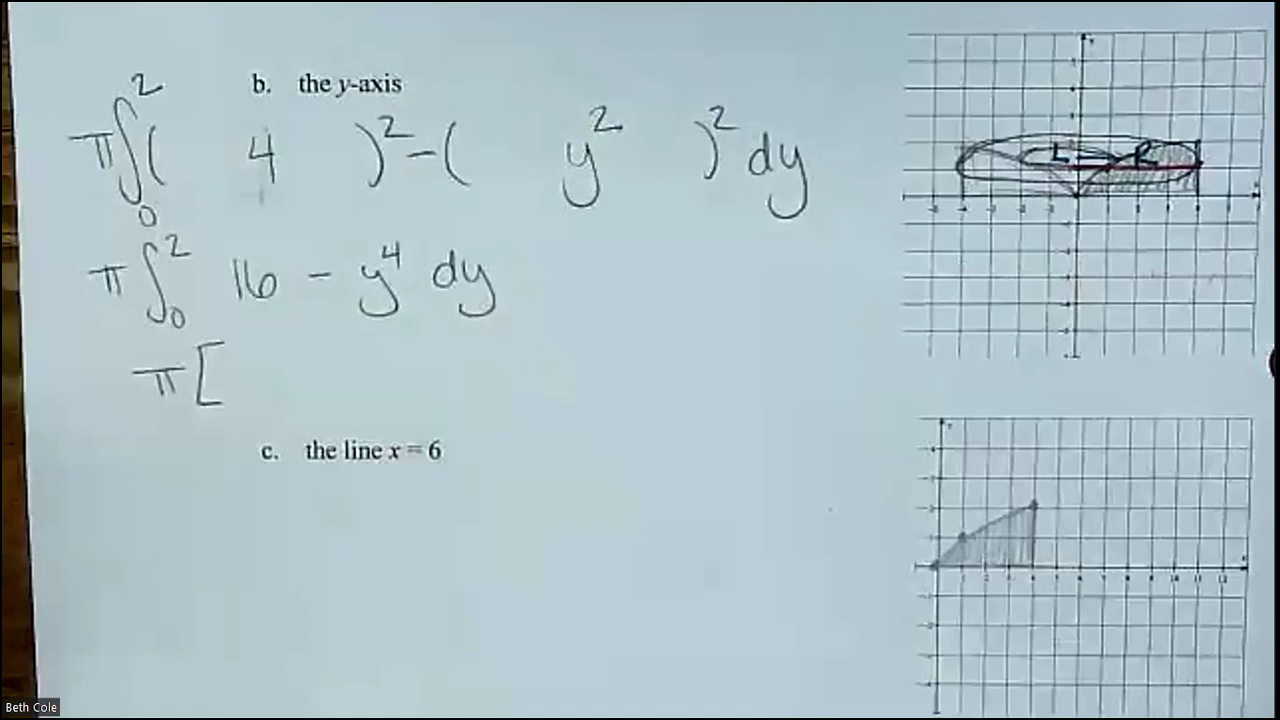 b. the y-axis
π∫₀²( 4 )² - ( y² )² dy
π∫₀² 16 - y⁴ dy
π[
c. the line x = 6
L R
Beth Cole